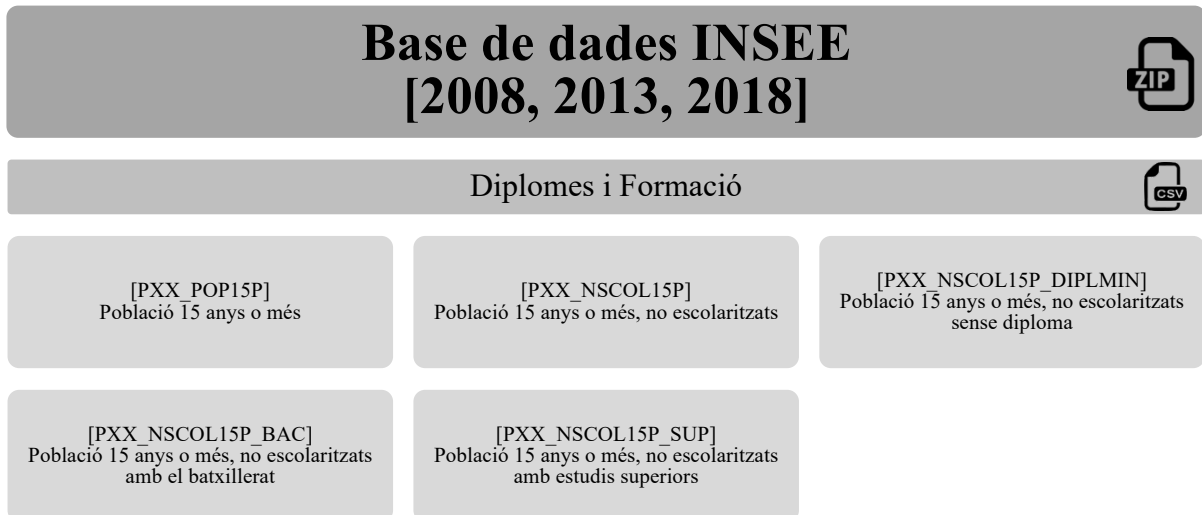 Base de dades INSEE
[2008, 2013, 2018]
ZIP
Diplomes i Formació
CSV
[PXX_POP15P]
Població 15 anys o més
[PXX_NSCOL15P]
Població 15 anys o més, no escolaritzats
[PXX_NSCOL15P_DIPLMIN]
Població 15 anys o més, no escolaritzats
sense diploma
[PXX_NSCOL15P_BAC]
Població 15 anys o més, no escolaritzats
amb el batxillerat
[PXX_NSCOL15P_SUP]
Població 15 anys o més, no escolaritzats
amb estudis superiors